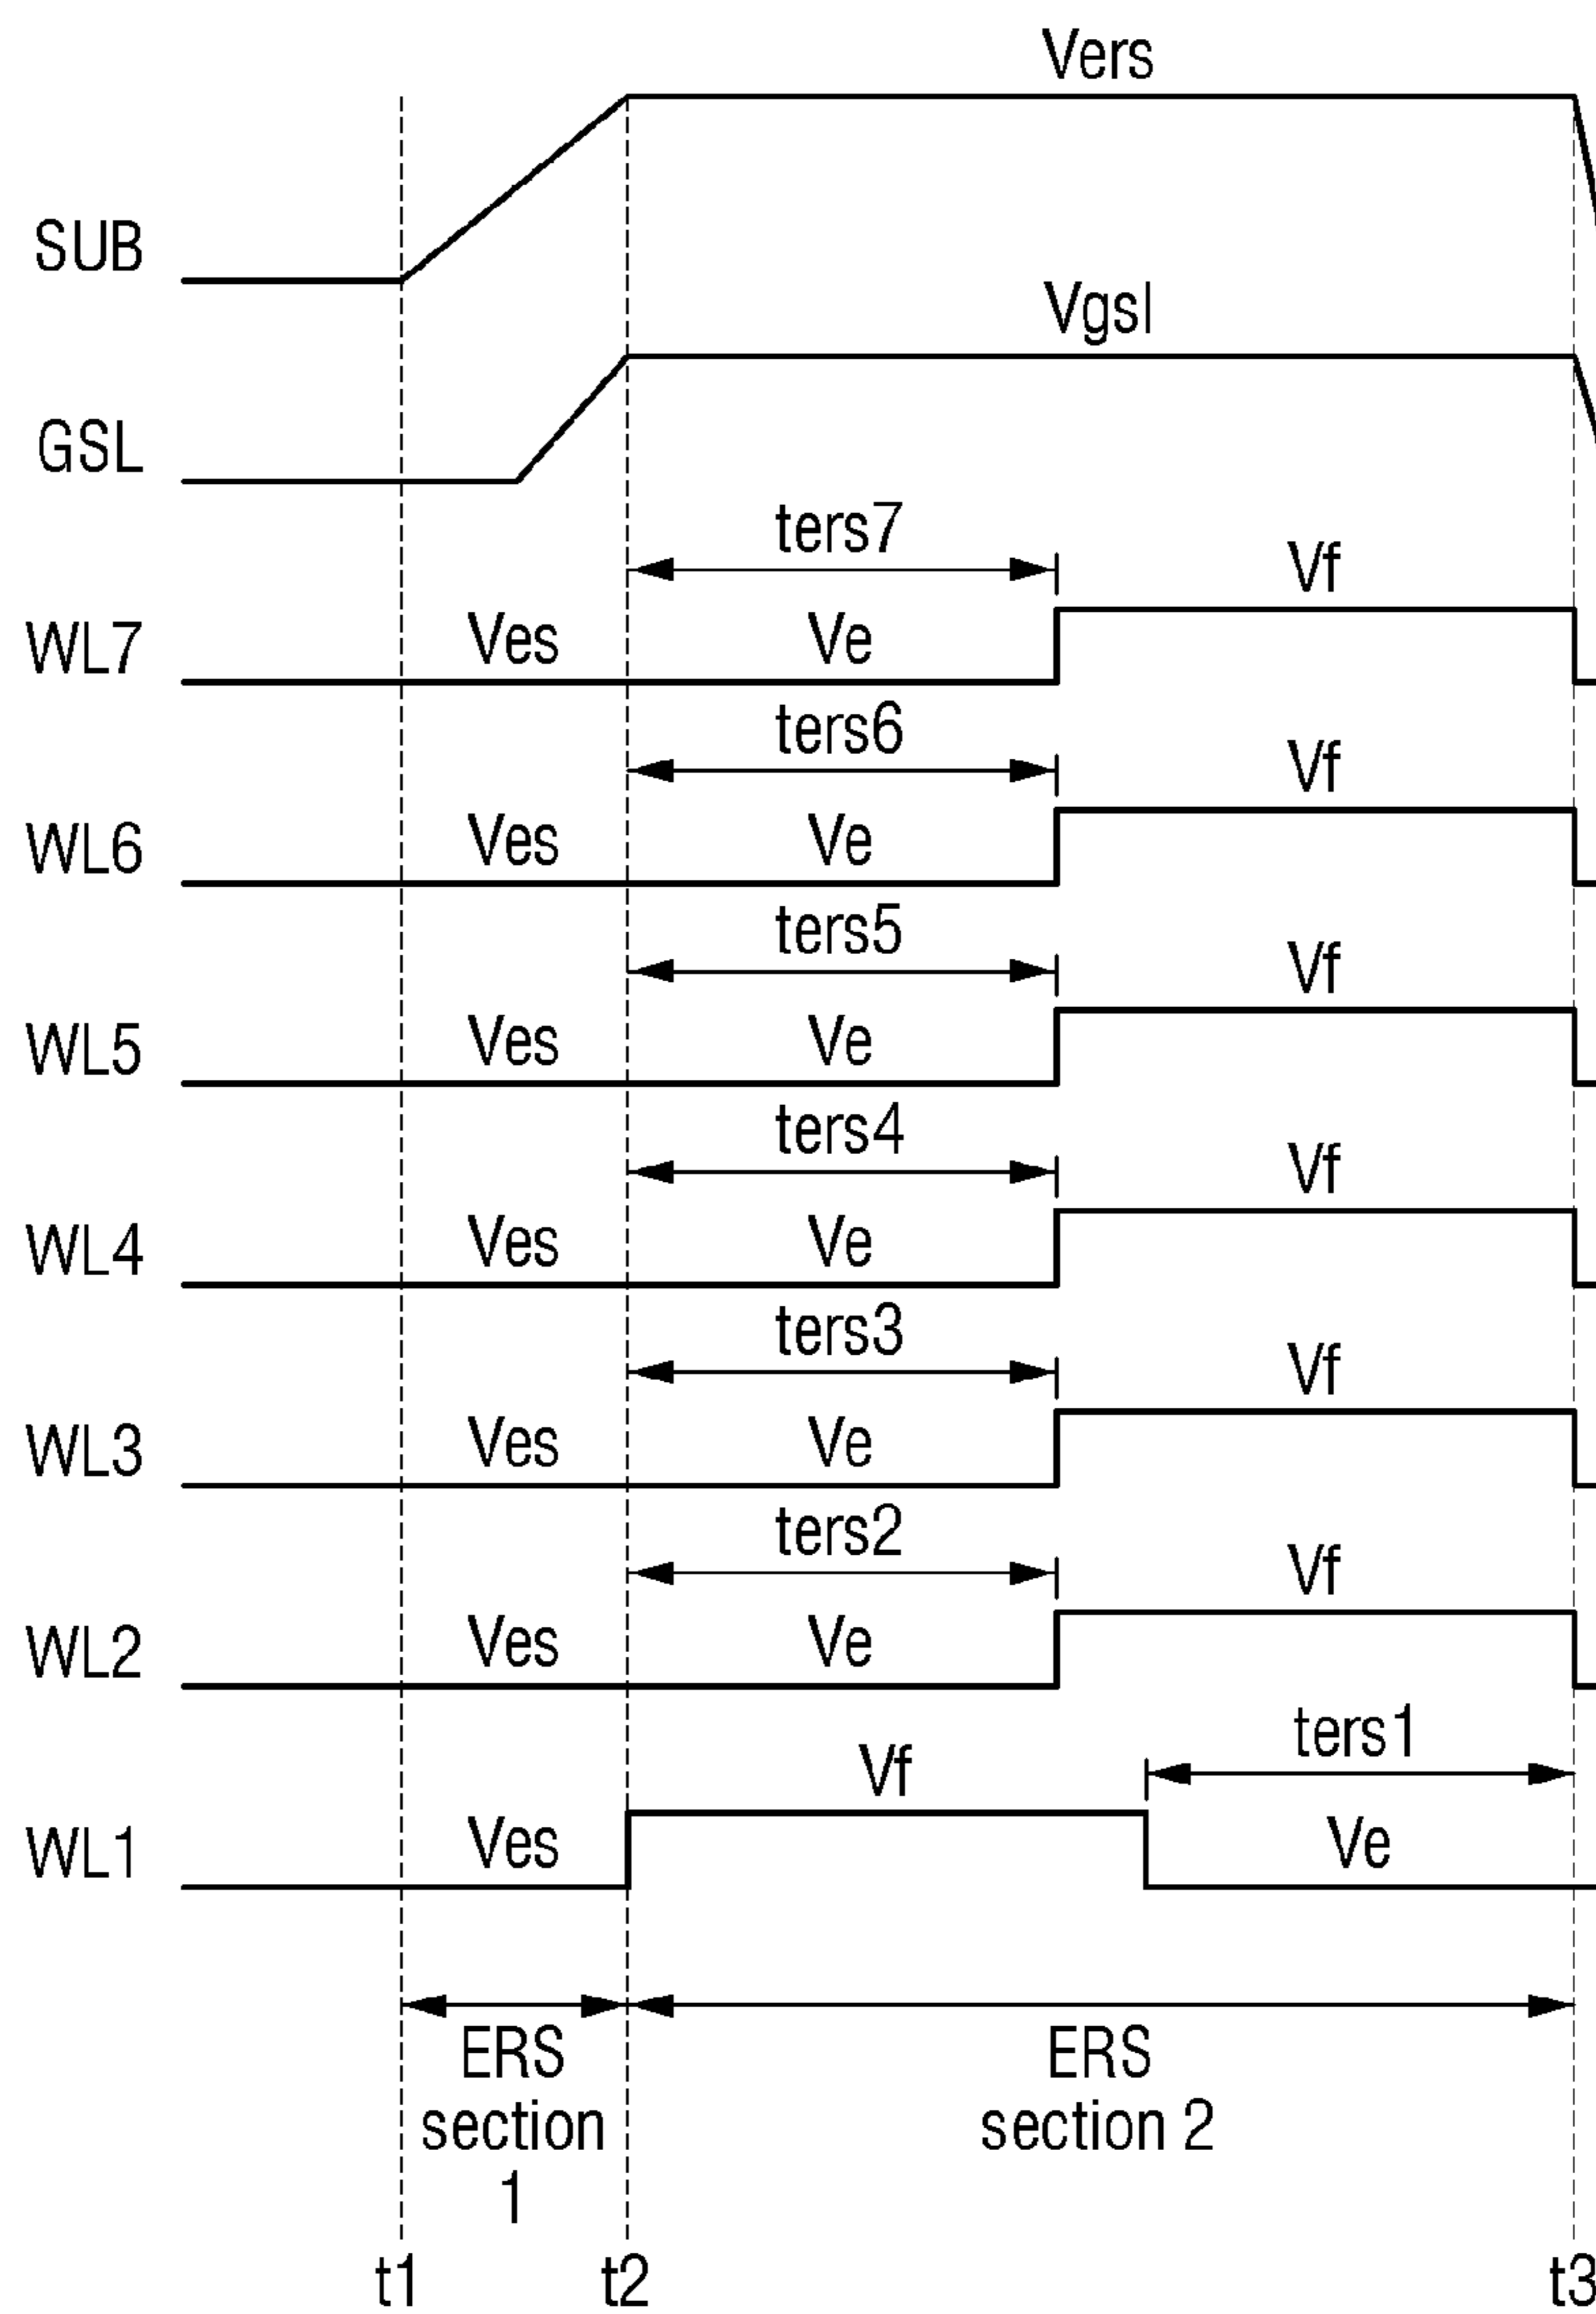 Vers
SUB
Vgsl
GSL
ters7
Vf
WL7 Ves Ve
ters6
Vf
WL6 Ves Ve
ters5
Vf
WL5 Ves Ve
ters4
Vf
WL4 Ves Ve
ters3
Vf
WL3 Ves Ve
ters2
Vf
WL2 Ves Ve
ters1
Vf
WL1 Ves Ve
ERS
section
1
ERS
section 2
t1 t2 t3